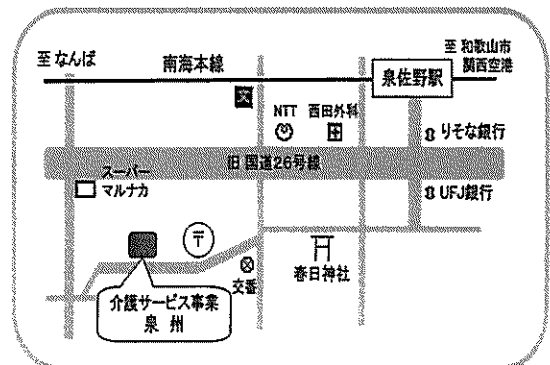 至 なんば
南海本線
至 和歌山市
関西空港
泉佐野駅
文
NTT
西田外科
りそな銀行
旧 国道26号線
スーパー
マルナカ
UFJ銀行
〒
交番
春日神社
介護サービス事業
泉 州